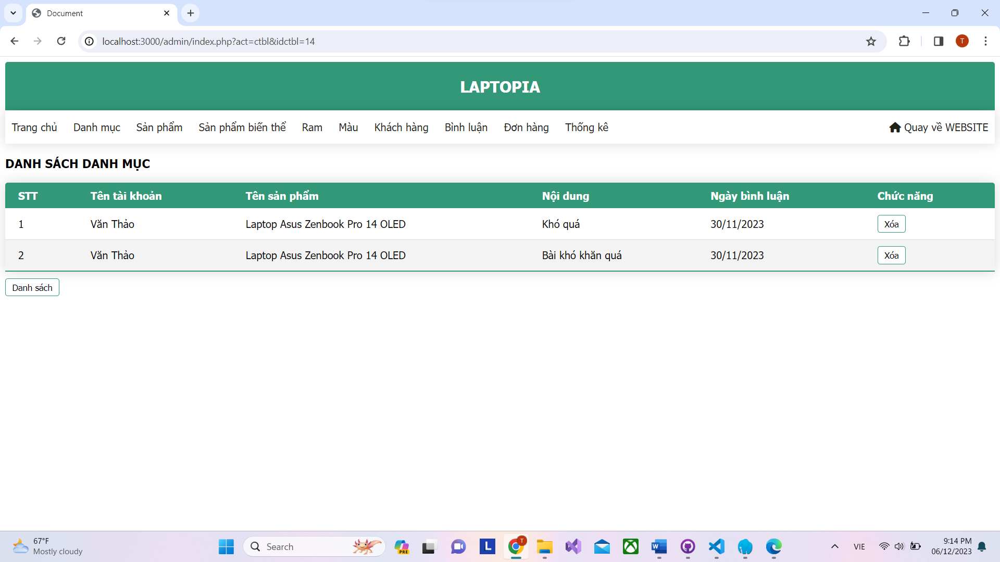 Document
localhost:3000/admin/index.php?act=ctbl&idctbl=14
T
LAPTOPIA
Trang chủ Danh mục Sản phẩm Sản phẩm biến thể Ram Màu Khách hàng Bình luận Đơn hàng Thống kê Quay về WEBSITE
DANH SÁCH DANH MỤC
STT Tên tài khoản Tên sản phẩm Nội dung Ngày bình luận Chức năng
1 Văn Thảo Laptop Asus Zenbook Pro 14 OLED Khó quá 30/11/2023 Xóa
2 Văn Thảo Laptop Asus Zenbook Pro 14 OLED Bài khó khăn quá 30/11/2023 Xóa
Danh sách
67°F
Mostly cloudy
Search
PRE
L
T
W
VIE
9:14 PM
06/12/2023